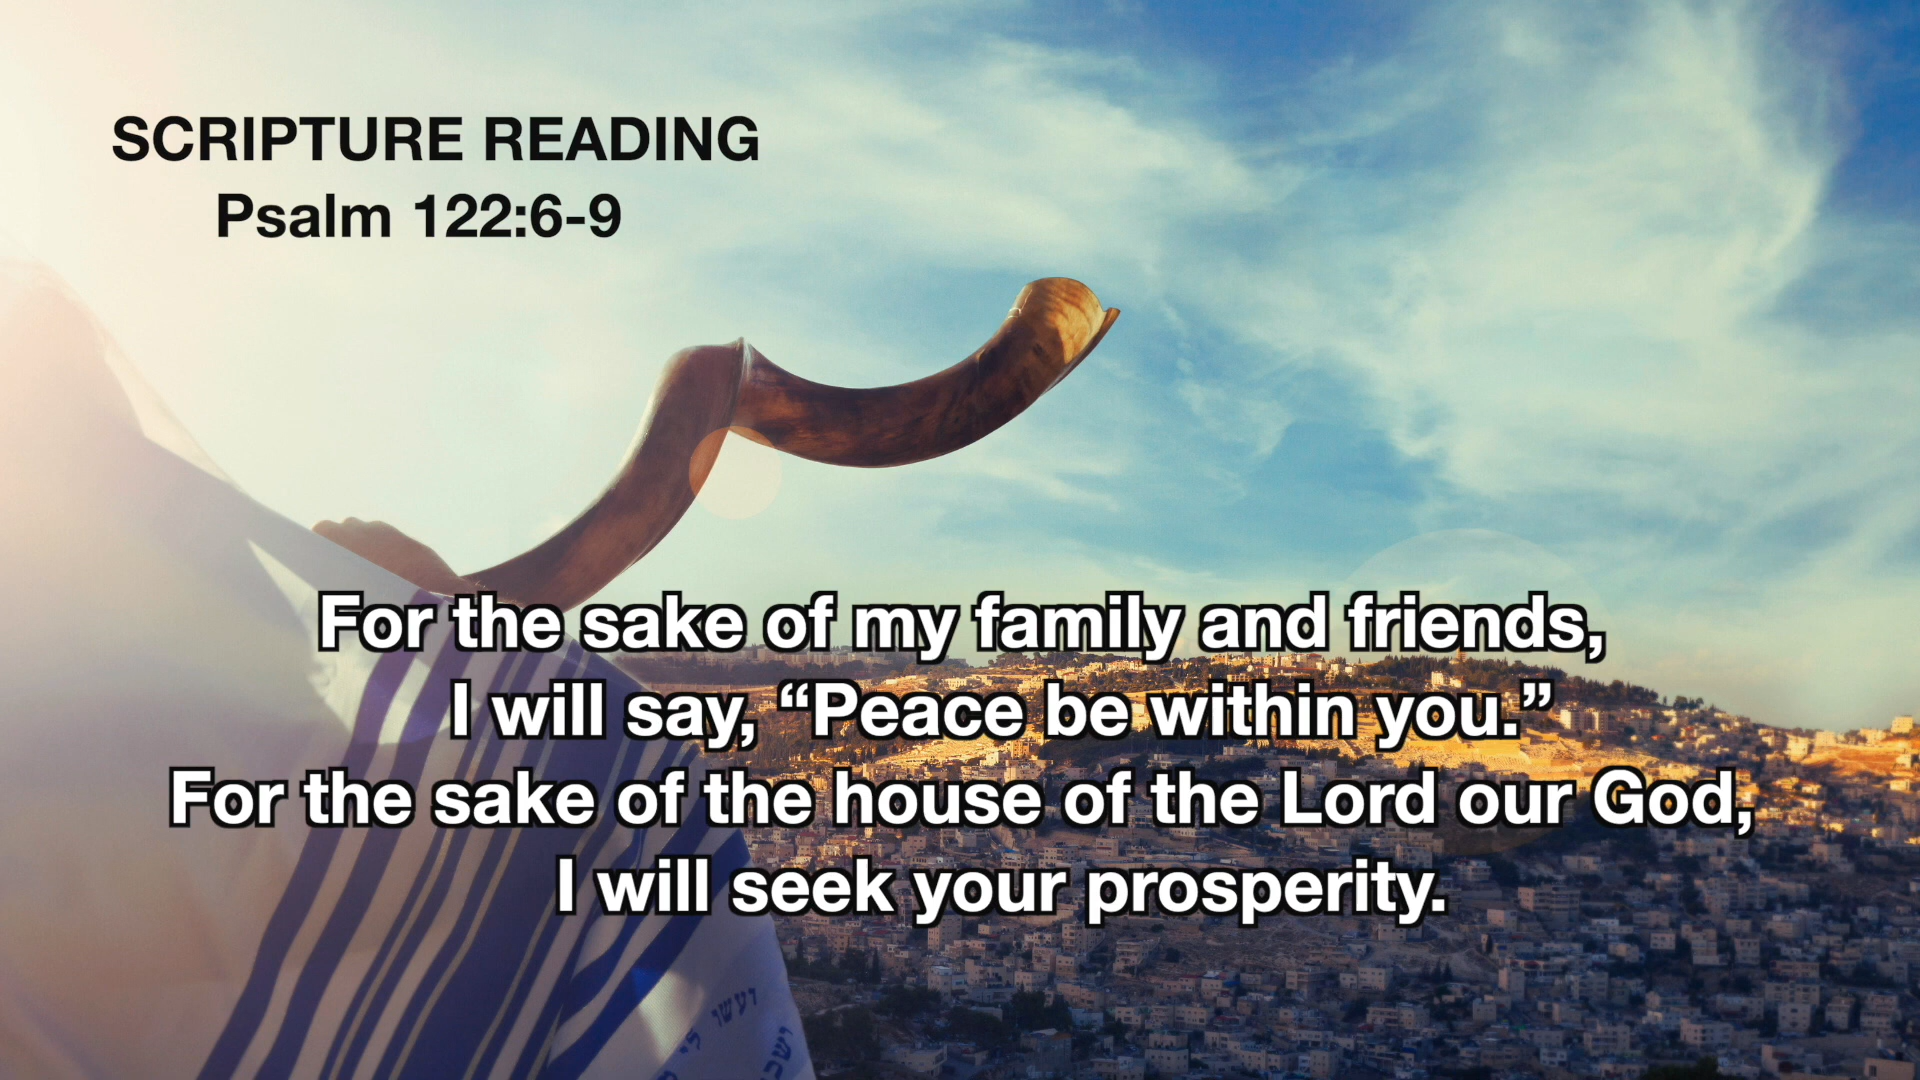 SCRIPTURE READING
Psalm 122:6-9
For the sake of my family and friends,
I will say, “Peace be within you.”
For the sake of the house of the Lord our God,
I will seek your prosperity.
ועשו